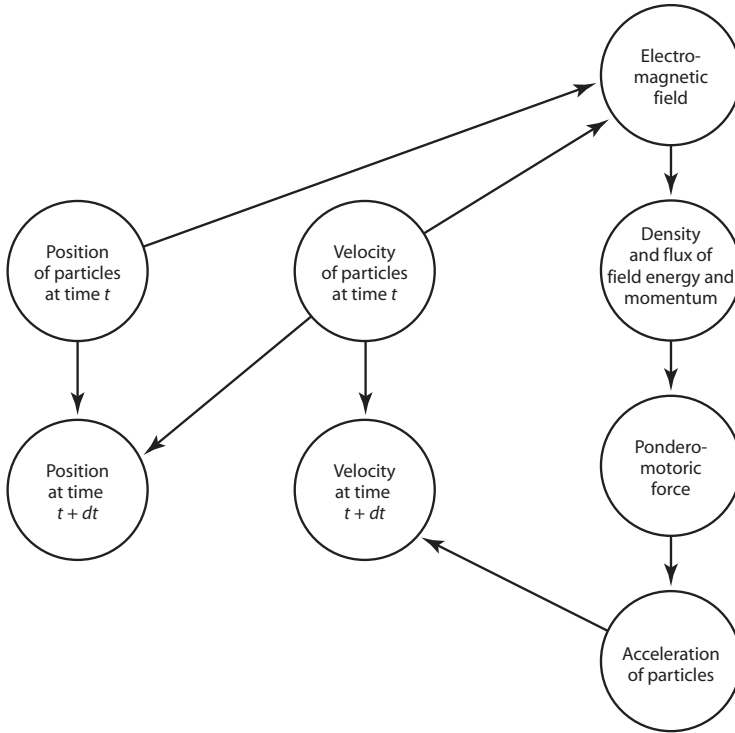 Electro-
magnetic
field
Position
of particles
at time t
Velocity
of particles
at time t
Density
and flux of
field energy and
momentum
Position
at time
t + dt
Velocity
at time
t + dt
Pondero-
motoric
force
Acceleration
of particles